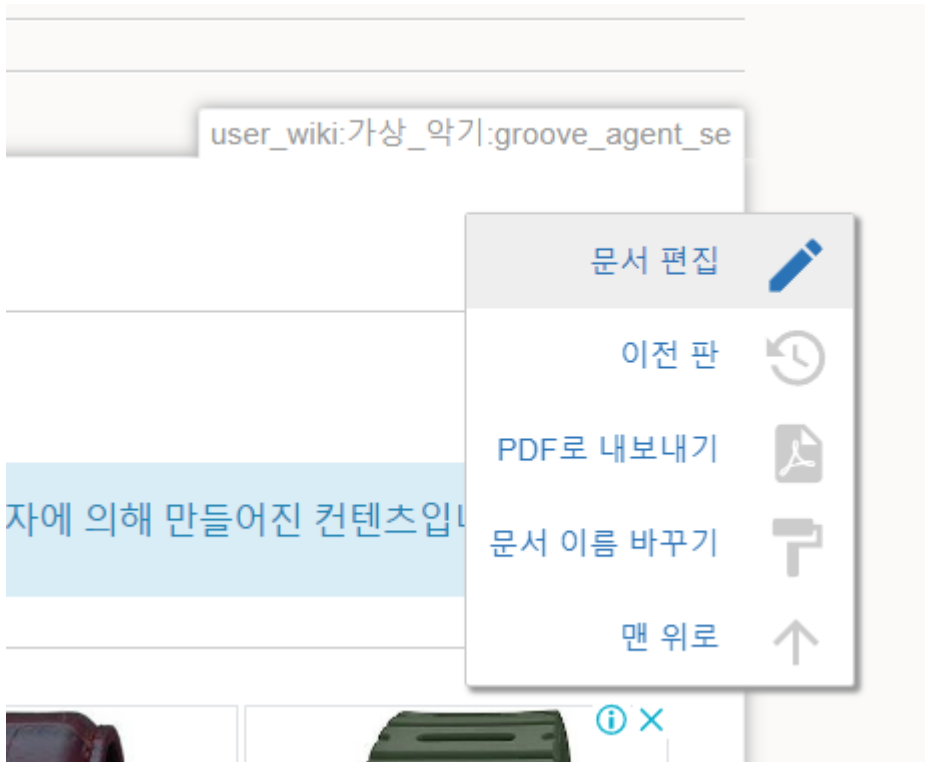 user_wiki:가상_악기:groove_agent_se
문서 편집
이전 판
PDF로 내보내기
자에 의해 만들어진 컨텐츠입
문서 이름 바꾸기
맨 위로